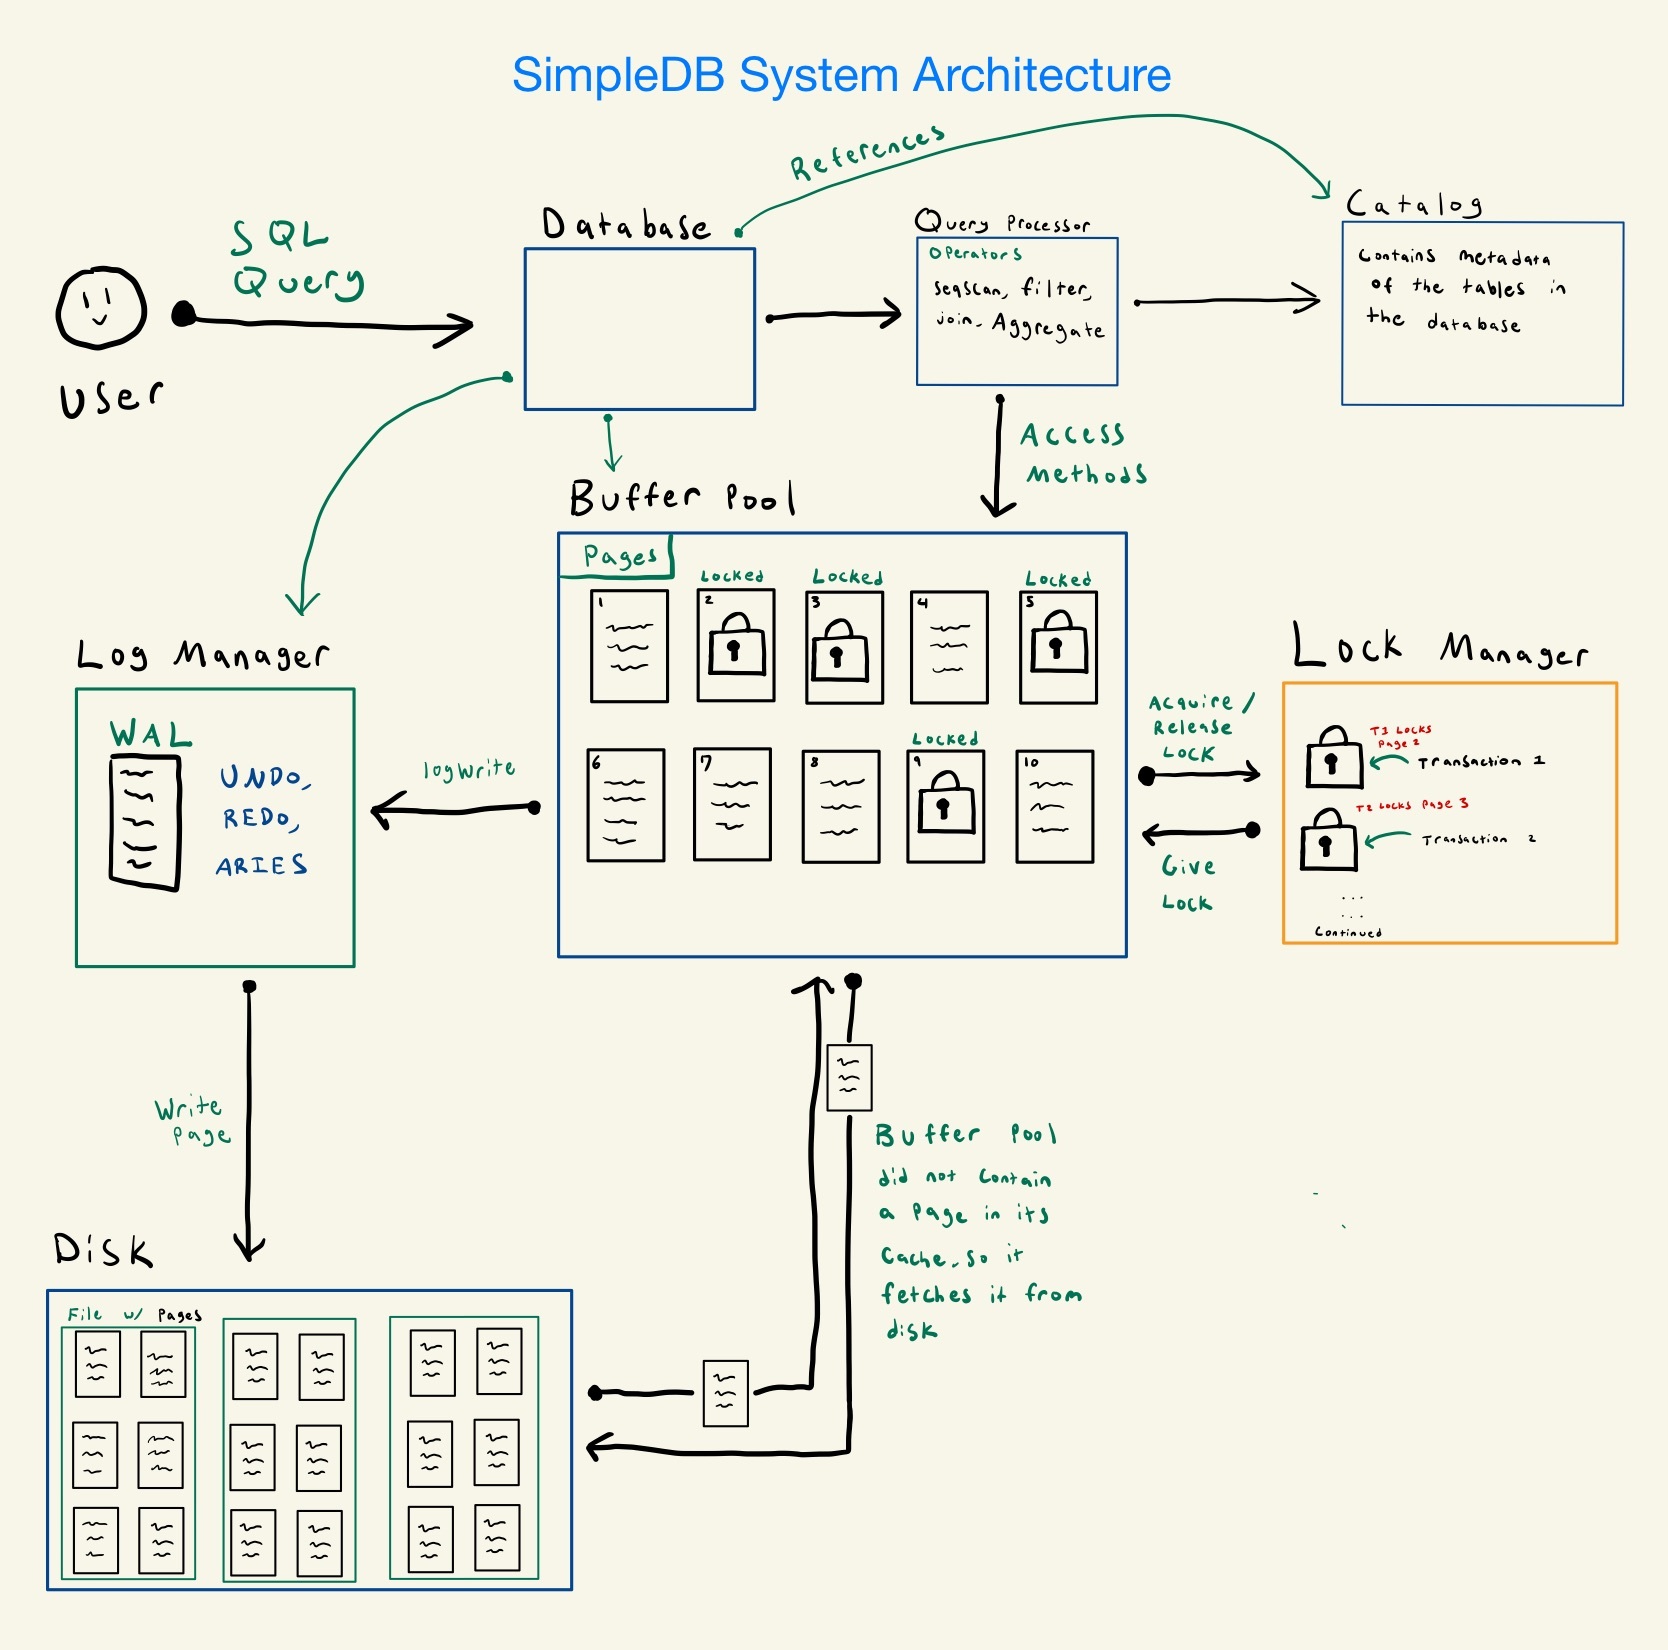 SimpleDB System Architecture
References
SQL
Query
User
Database
Query Processor
Operators
seqscan, filter,
join, Aggregate
Catalog
Contains metadata
of the tables in
the database
Access
Methods
Buffer Pool
Pages
Locked
Locked
Locked
1
2
3
4
5
Locked
6
7
8
9
10
Log Manager
WAL
UNDO,
REDO,
ARIES
logWrite
Acquire/
Release
Lock
Give
Lock
Lock Manager
T1 Locks
Page 2
Transaction 1
T2 Locks Page 3
Transaction 2
...
...
Continued
Write
Page
Buffer Pool
did not contain
a page in its
Cache, so it
fetches it from
disk
Disk
File w/ Pages